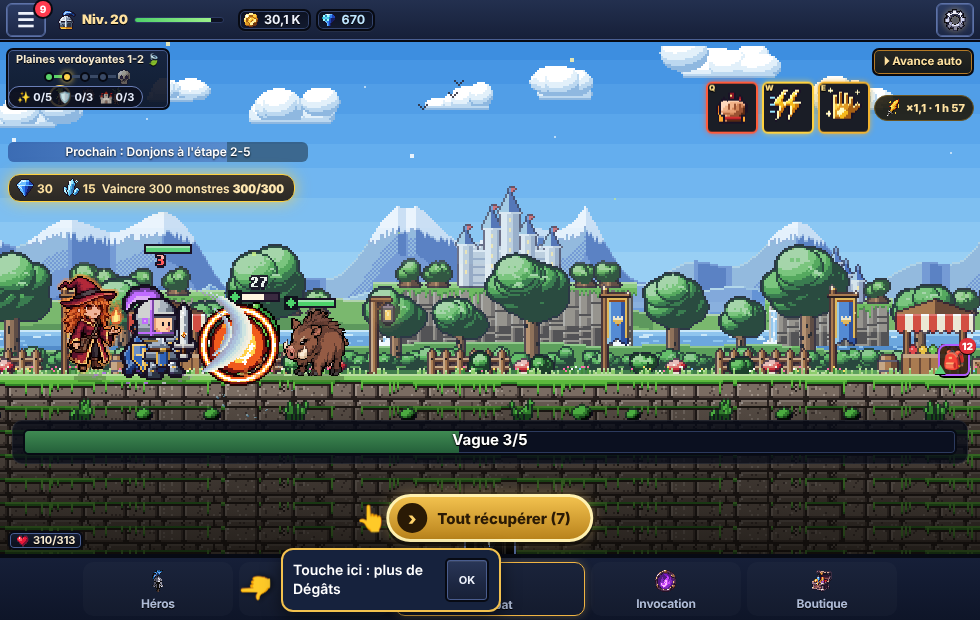 9
Niv. 20
30,1 K
670
Plaines verdoyantes 1-2
0/5 0/3 0/3
Avance auto
Q
W
E
×1,1 · 1 h 57
Prochain : Donjons à l'étape 2-5
30 15 Vaincre 300 monstres 300/300
3
27
12
Vague 3/5
Tout récupérer (7)
310/313
Touche ici : plus de
Dégâts
OK
Héros
Invocation
Boutique